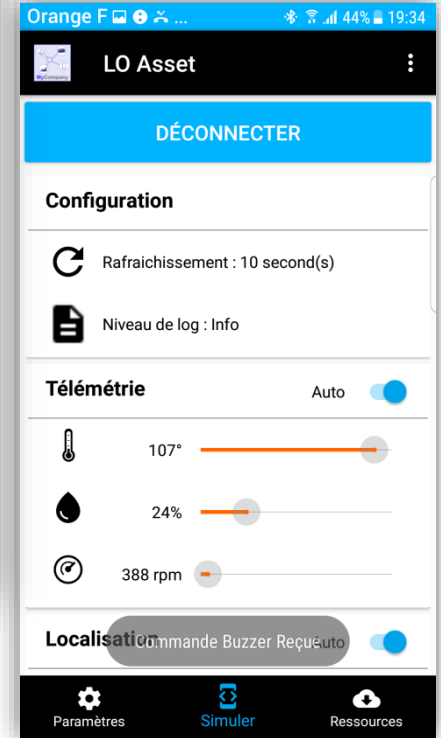 Orange F ... 44% 19:34
MyCompany
LO Asset
DÉCONNECTER
Configuration
Rafraichissement : 10 second(s)
Niveau de log : Info
Télémétrie Auto
107°
24%
388 rpm
Localisation Auto
Commande Buzzer Reçue
Paramètres Simuler Ressources